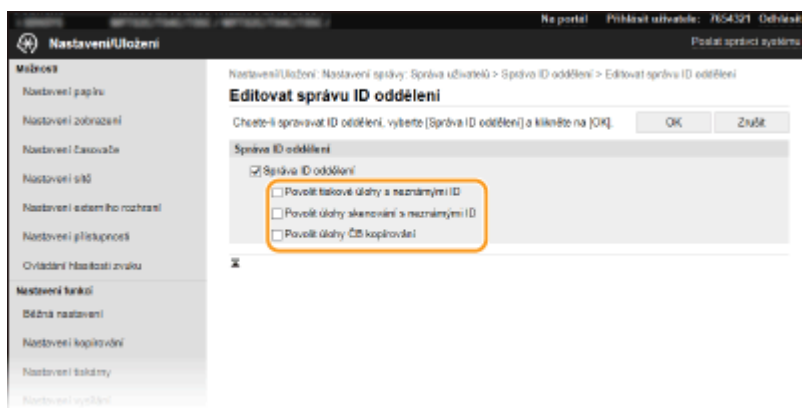 Na portál Přihlásit uživatele: 7654321 Odhlásit
Nastavení/Uložení
Poslat správci systému
Možnosti
Nastavení papíru
Nastavení zobrazení
Nastavení časovače
Nastavení sítě
Nastavení externího rozhraní
Nastavení přístupnosti
Ovládání hlasitosti zvuku
Nastavení funkcí
Běžná nastavení
Nastavení kopírování
Nastavení tiskárny
Nastavení vysílání
Nastavení/Uložení: Nastavení správy: Správa uživatelů > Správa ID oddělení > Editovat správu ID oddělení
Editovat správu ID oddělení
Chcete-li spravovat ID oddělení, vyberte [Správa ID oddělení] a klikněte na [OK].
OK
Zrušit
Správa ID oddělení
Správa ID oddělení
Povolit tiskové úlohy s neznámými ID
Povolit úlohy skenování s neznámými ID
Povolit úlohy ČB kopírování